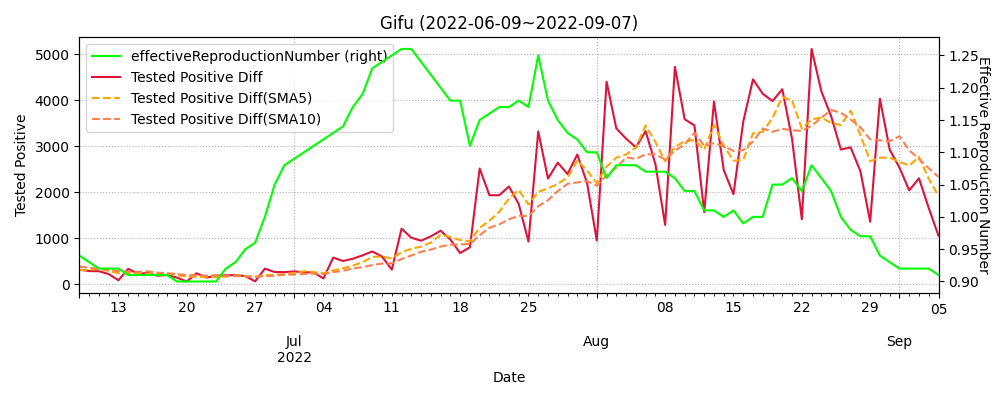 Gifu (2022-06-09~2022-09-07)
effectiveReproductionNumber (right)
Tested Positive Diff
Tested Positive Diff(SMA5)
Tested Positive Diff(SMA10)
Tested Positive
5000
4000
3000
2000
1000
0
1.25
1.20
1.15
1.10
1.05
1.00
0.95
0.90
Effective Reproduction Number
13 20 27 04 11 18 25 08 15 22 29 05
Jul Aug Sep
2022
Date